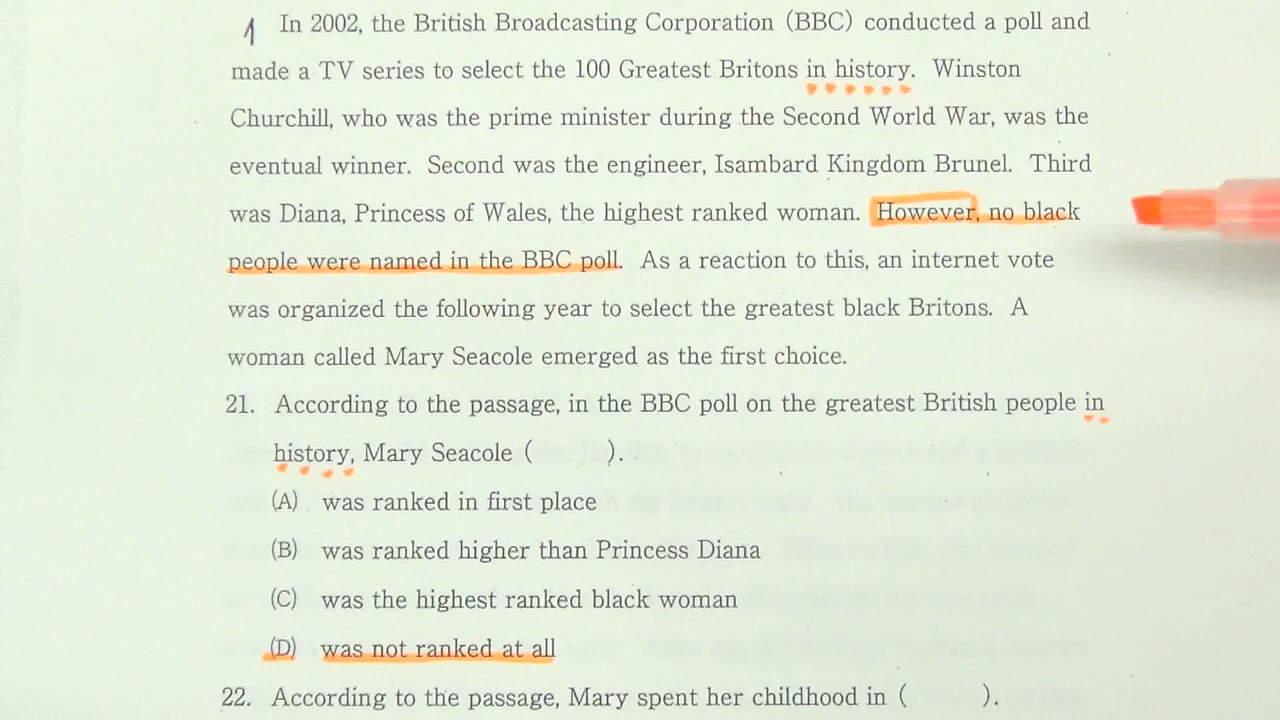 1 In 2002, the British Broadcasting Corporation (BBC) conducted a poll and
made a TV series to select the 100 Greatest Britons in history. Winston
Churchill, who was the prime minister during the Second World War, was the
eventual winner. Second was the engineer, Isambard Kingdom Brunel. Third
was Diana, Princess of Wales, the highest ranked woman. However, no black
people were named in the BBC poll. As a reaction to this, an internet vote
was organized the following year to select the greatest black Britons. A
woman called Mary Seacole emerged as the first choice.
21. According to the passage, in the BBC poll on the greatest British people in
history, Mary Seacole ( ).
(A) was ranked in first place
(B) was ranked higher than Princess Diana
(C) was the highest ranked black woman
(D) was not ranked at all
22. According to the passage, Mary spent her childhood in ( ).